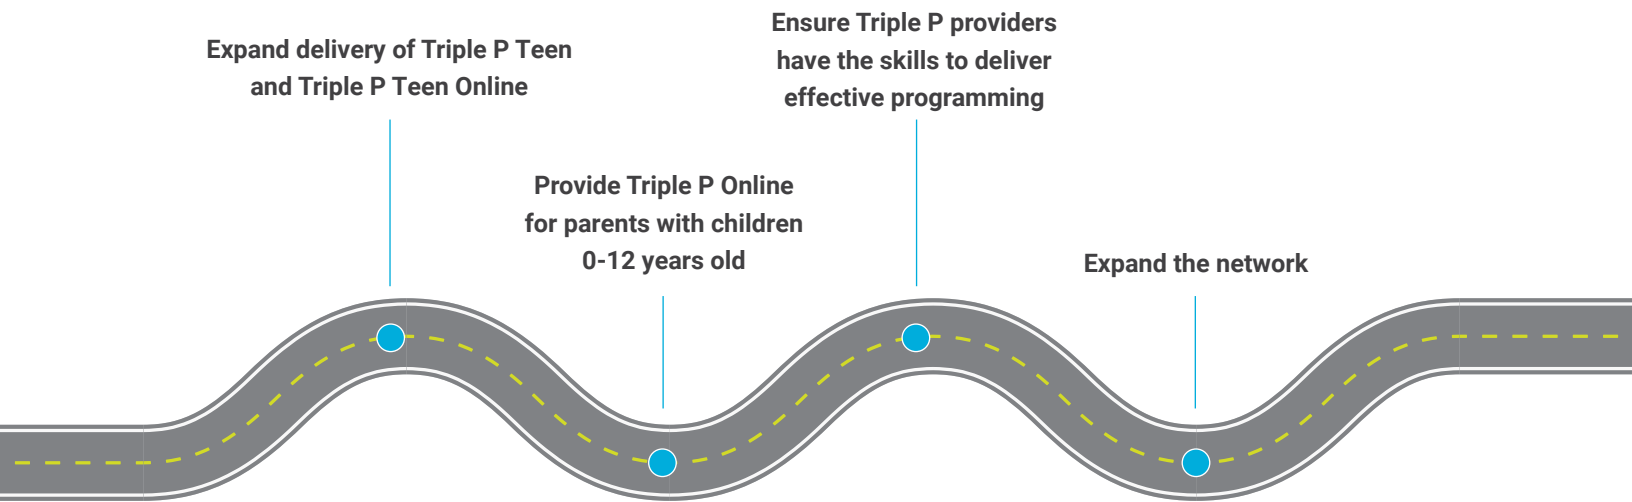 Expand delivery of Triple P Teen
and Triple P Teen Online
Provide Triple P Online
for parents with children
0-12 years old
Ensure Triple P providers
have the skills to deliver
effective programming
Expand the network